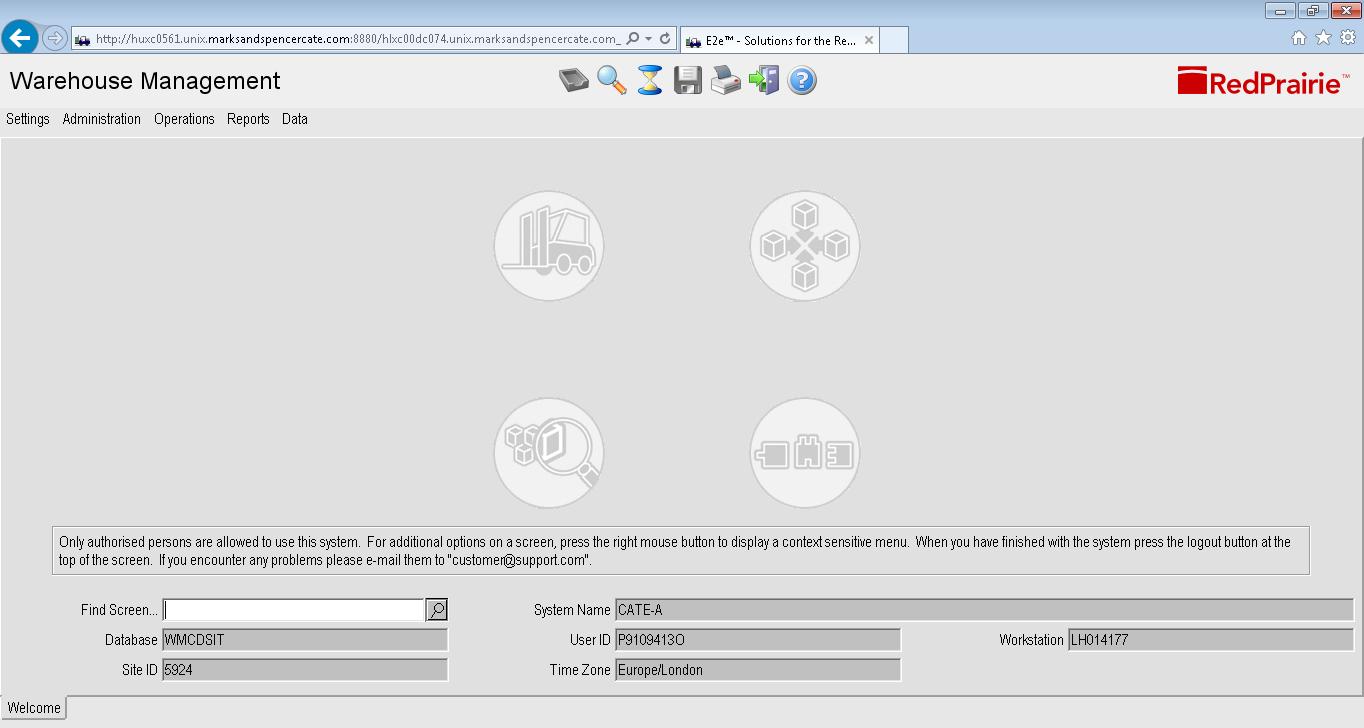 http://huxc0561.unix.marksandspencercate.com:8880/hlxc00dc074.unix.marksandspencercate.com_
E2e™ - Solutions for the Re...
Warehouse Management
RedPrairie™
Settings Administration Operations Reports Data
Only authorised persons are allowed to use this system. For additional options on a screen, press the right mouse button to display a context sensitive menu. When you have finished with the system press the logout button at the
top of the screen. If you encounter any problems please e-mail them to "customer@support.com".
Find Screen... System Name CATE-A
Database WMCDSIT User ID P9109413O Workstation LH014177
Site ID 5924 Time Zone Europe/London
Welcome